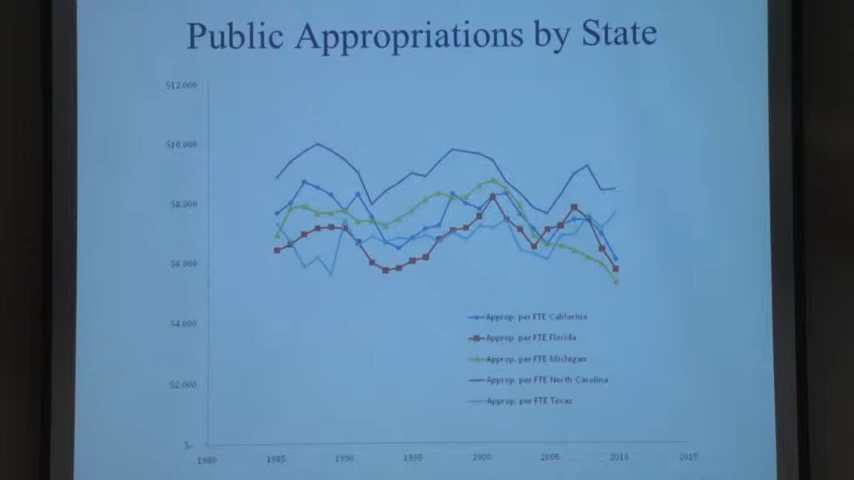 Public Appropriations by State
$12,000
$10,000
$8,000
$6,000
$4,000
$2,000
$-
1980 1985 1990 1995 2000 2005 2010 2015
Approp. per FTE California
Approp. per FTE Florida
Approp. per FTE Michigan
Approp. per FTE North Carolina
Approp. per FTE Texas